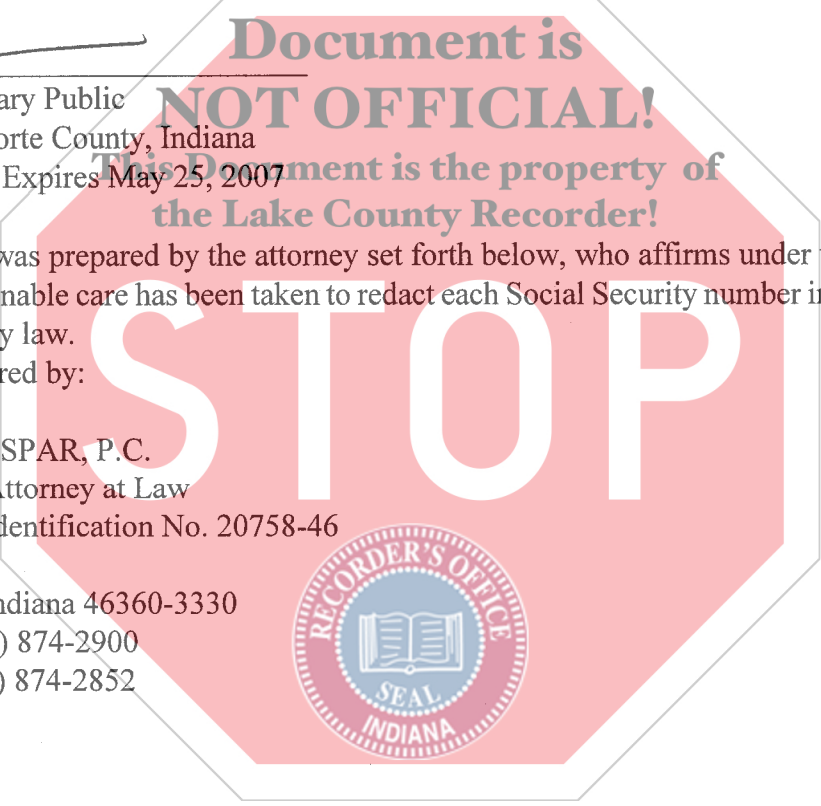 Document is
NOT OFFICIAL!
This Document is the property of
the Lake County Recorder!
STOP
ary Public
orte County, Indiana
Expires May 25, 2007
was prepared by the attorney set forth below, who affirms under
nable care has been taken to redact each Social Security number in
y law.
red by:
SPAR, P.C.
Attorney at Law
dentification No. 20758-46
ndiana 46360-3330
) 874-2900
) 874-2852
RECORDER'S OFFICE
SEAL
INDIANA